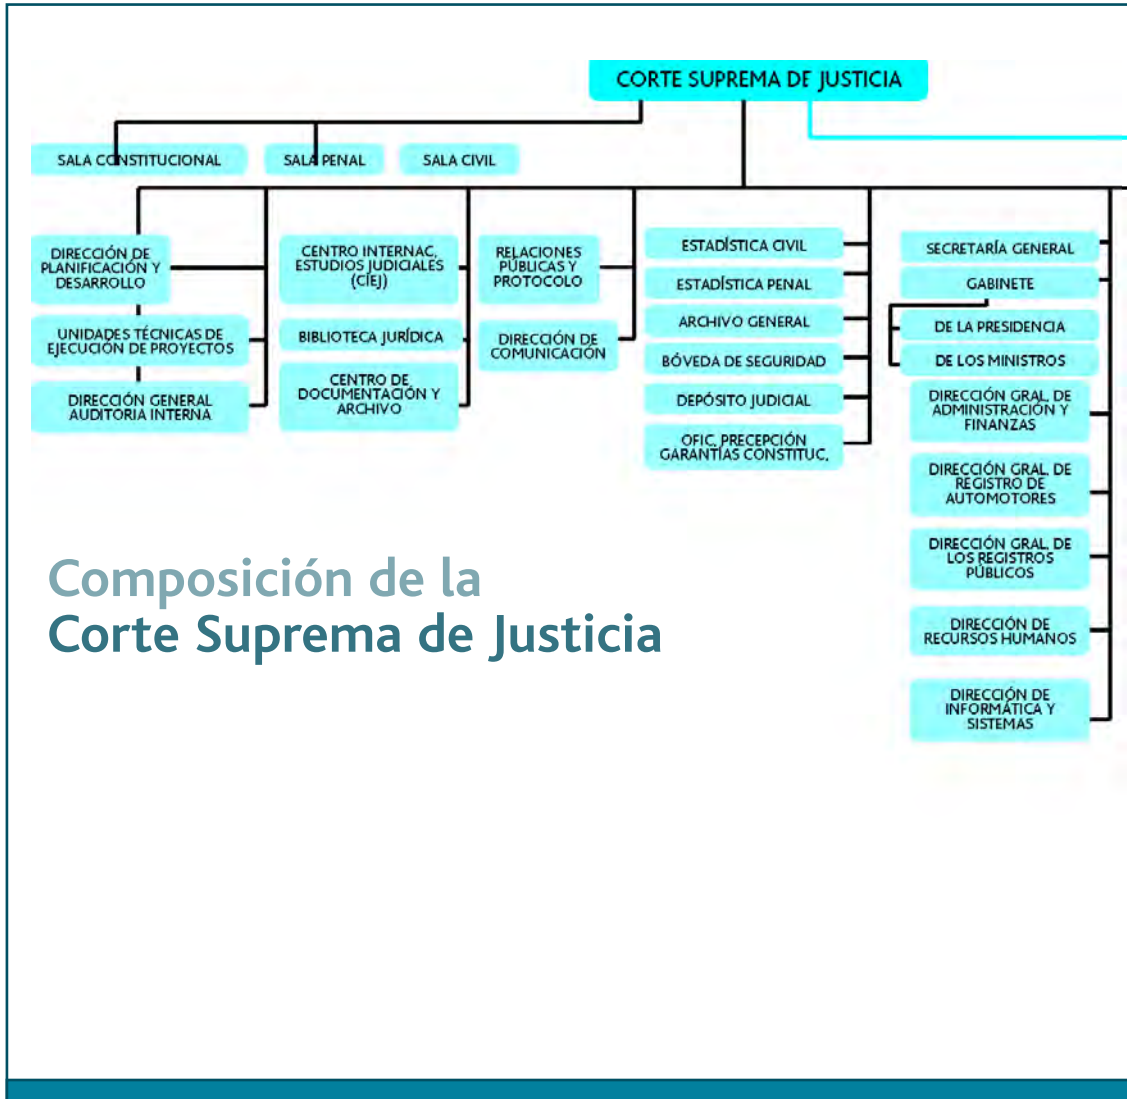 CORTE SUPREMA DE JUSTICIA
SALA CONSTITUCIONAL
SALA PENAL
SALA CIVIL
DIRECCIÓN DE
PLANIFICACIÓN Y
DESARROLLO
UNIDADES TÉCNICAS DE
EJECUCIÓN DE PROYECTOS
DIRECCIÓN GENERAL
AUDITORIA INTERNA
CENTRO INTERNAC.
ESTUDIOS JUDICIALES
(CIEJ)
BIBLIOTECA JURÍDICA
CENTRO DE
DOCUMENTACIÓN Y
ARCHIVO
RELACIONES
PÚBLICAS Y
PROTOCOLO
DIRECCIÓN DE
COMUNICACIÓN
ESTADÍSTICA CIVIL
ESTADÍSTICA PENAL
ARCHIVO GENERAL
BÓVEDA DE SEGURIDAD
DEPÓSITO JUDICIAL
OFIC. PRECEPCIÓN
GARANTÍAS CONSTITUC.
SECRETARÍA GENERAL
GABINETE
DE LA PRESIDENCIA
DE LOS MINISTROS
DIRECCIÓN GRAL. DE
ADMINISTRACIÓN Y
FINANZAS
DIRECCIÓN GRAL. DE
REGISTRO DE
AUTOMOTORES
DIRECCIÓN GRAL. DE
LOS REGISTROS
PÚBLICOS
DIRECCIÓN DE
RECURSOS HUMANOS
DIRECCIÓN DE
INFORMÁTICA Y
SISTEMAS
Composición de la
Corte Suprema de Justicia